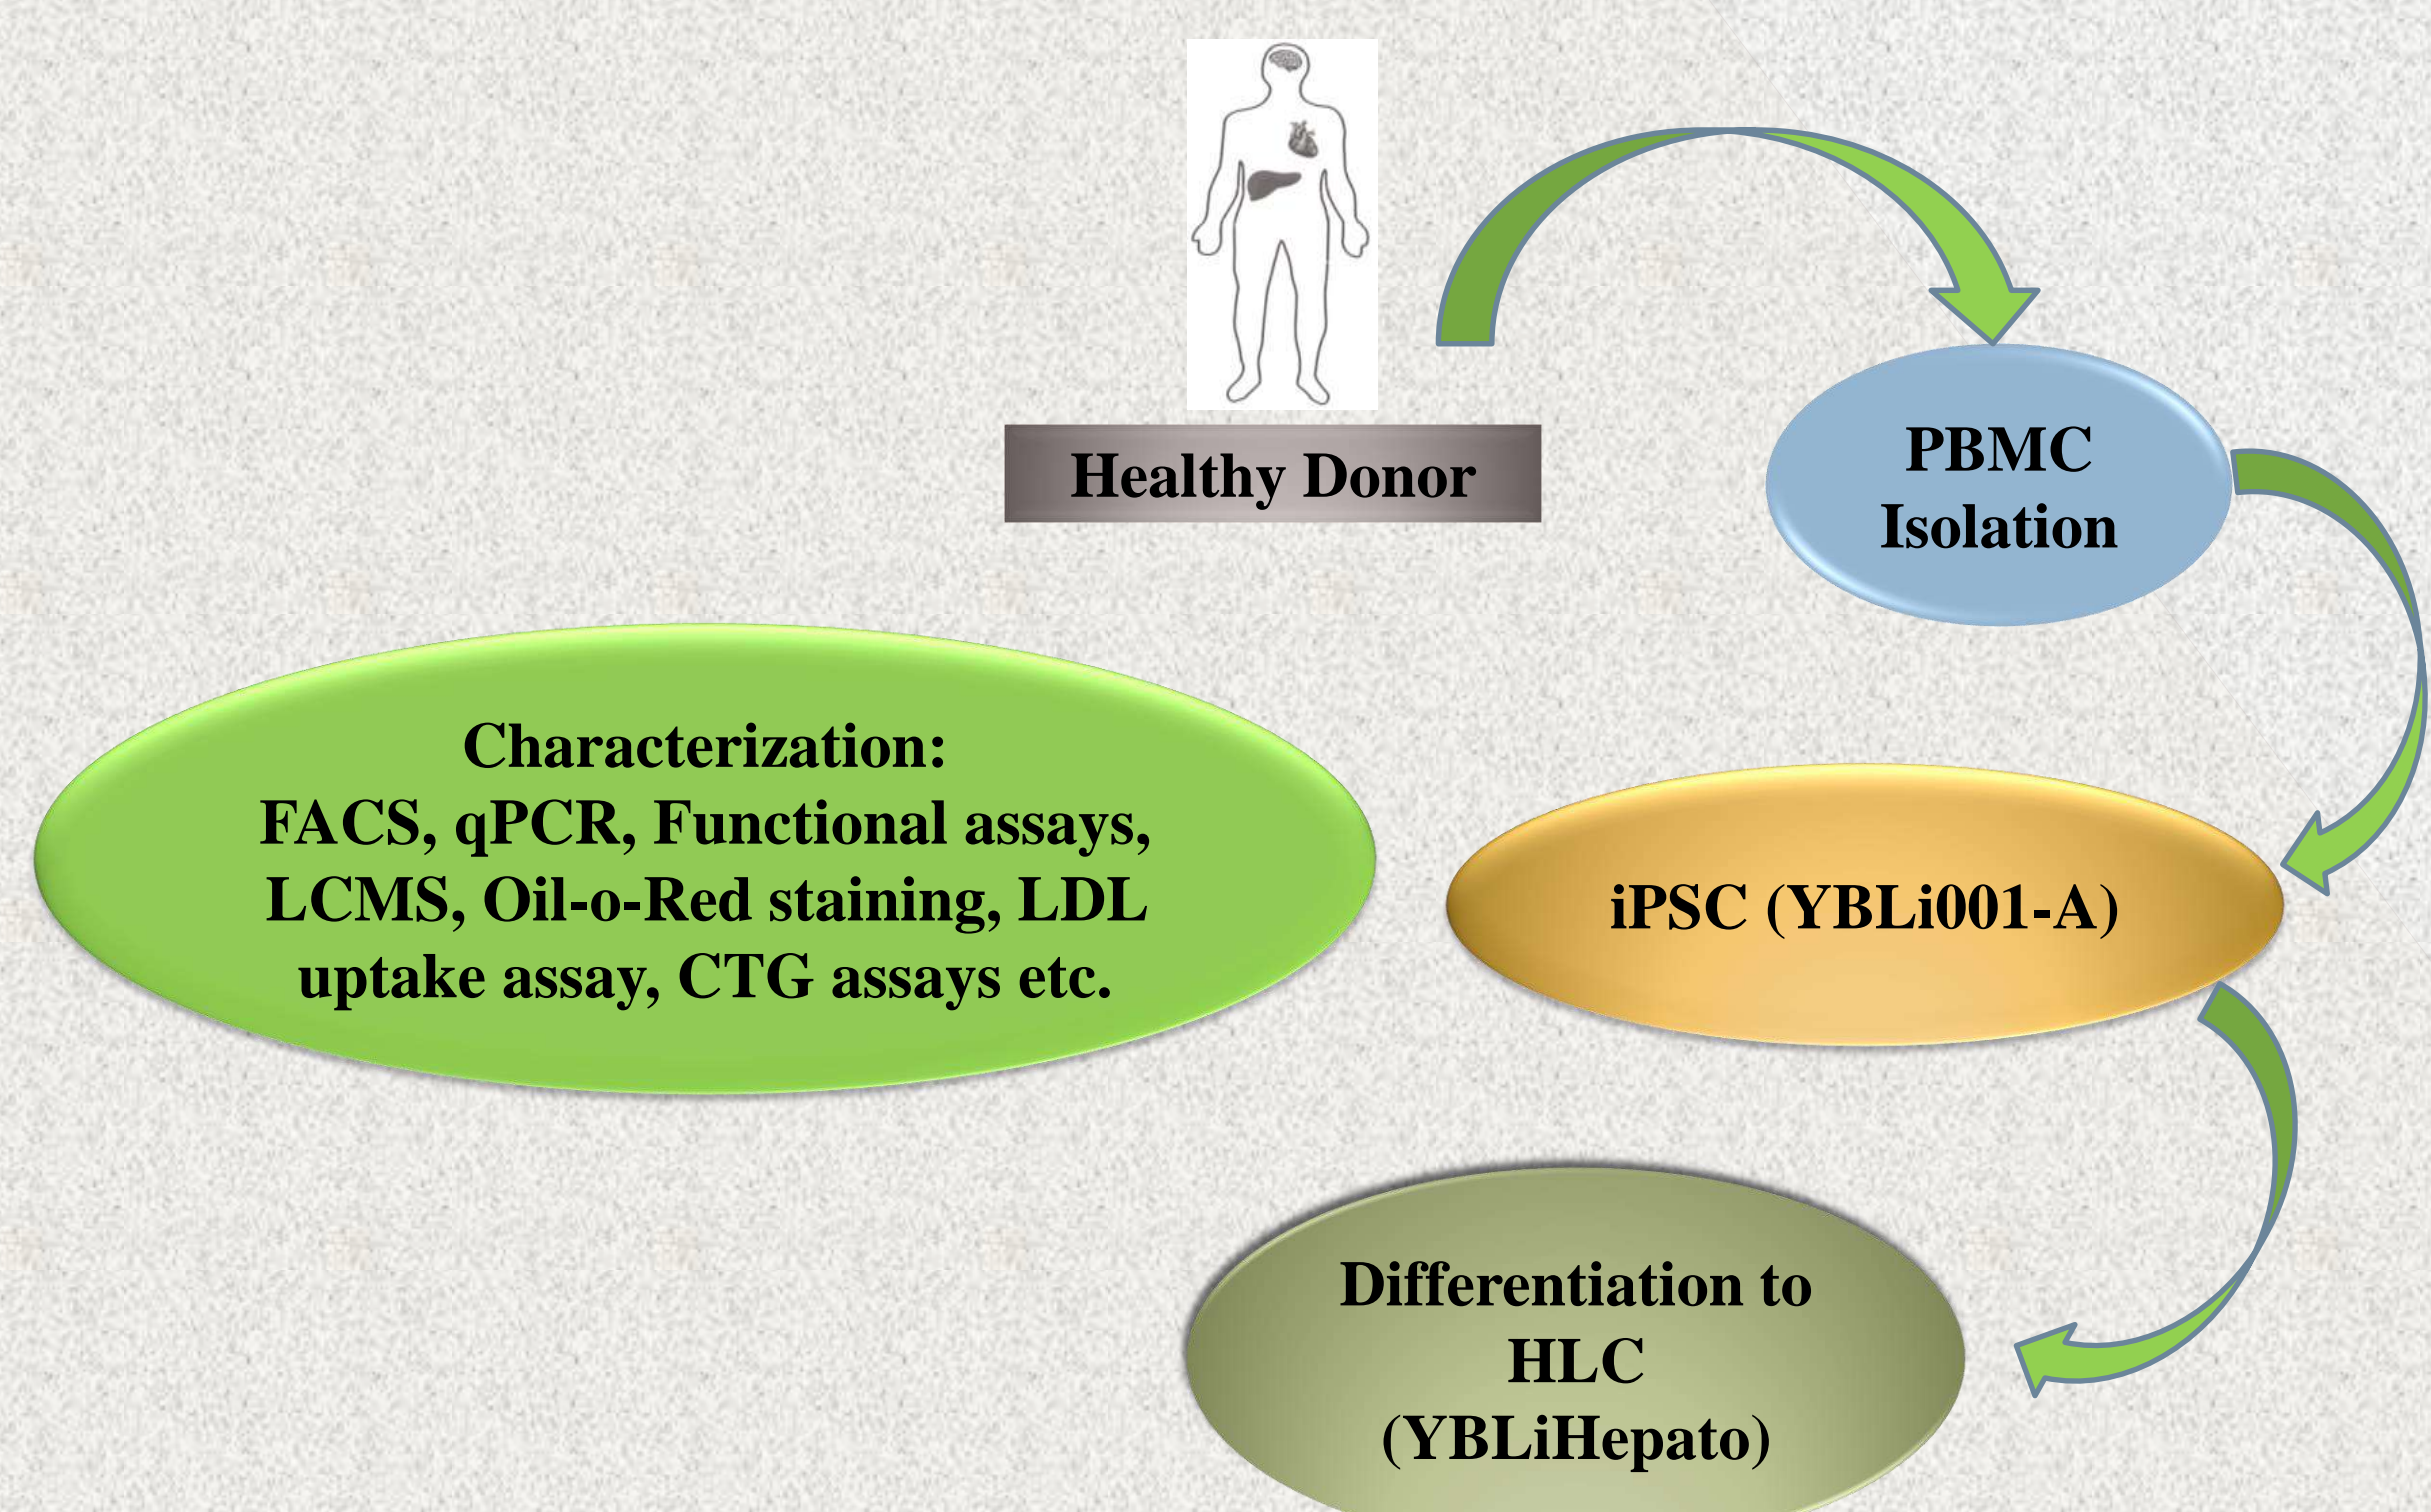 Healthy Donor
PBMC
Isolation
Characterization:
FACS, qPCR, Functional assays,
LCMS, Oil-o-Red staining, LDL
uptake assay, CTG assays etc.
iPSC (YBLi001-A)
Differentiation to
HLC
(YBLiHepato)